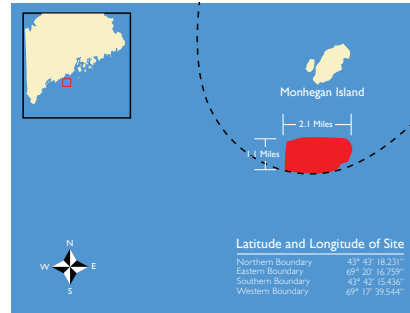 Monhegan Island
2.1 Miles
1.1 Miles
N
W E
S
Latitude and Longitude of Site
Northern Boundary 43° 43' 18.231"
Eastern Boundary 69° 20' 16.759"
Southern Boundary 43° 42' 15.436"
Western Boundary 69° 17' 39.544"